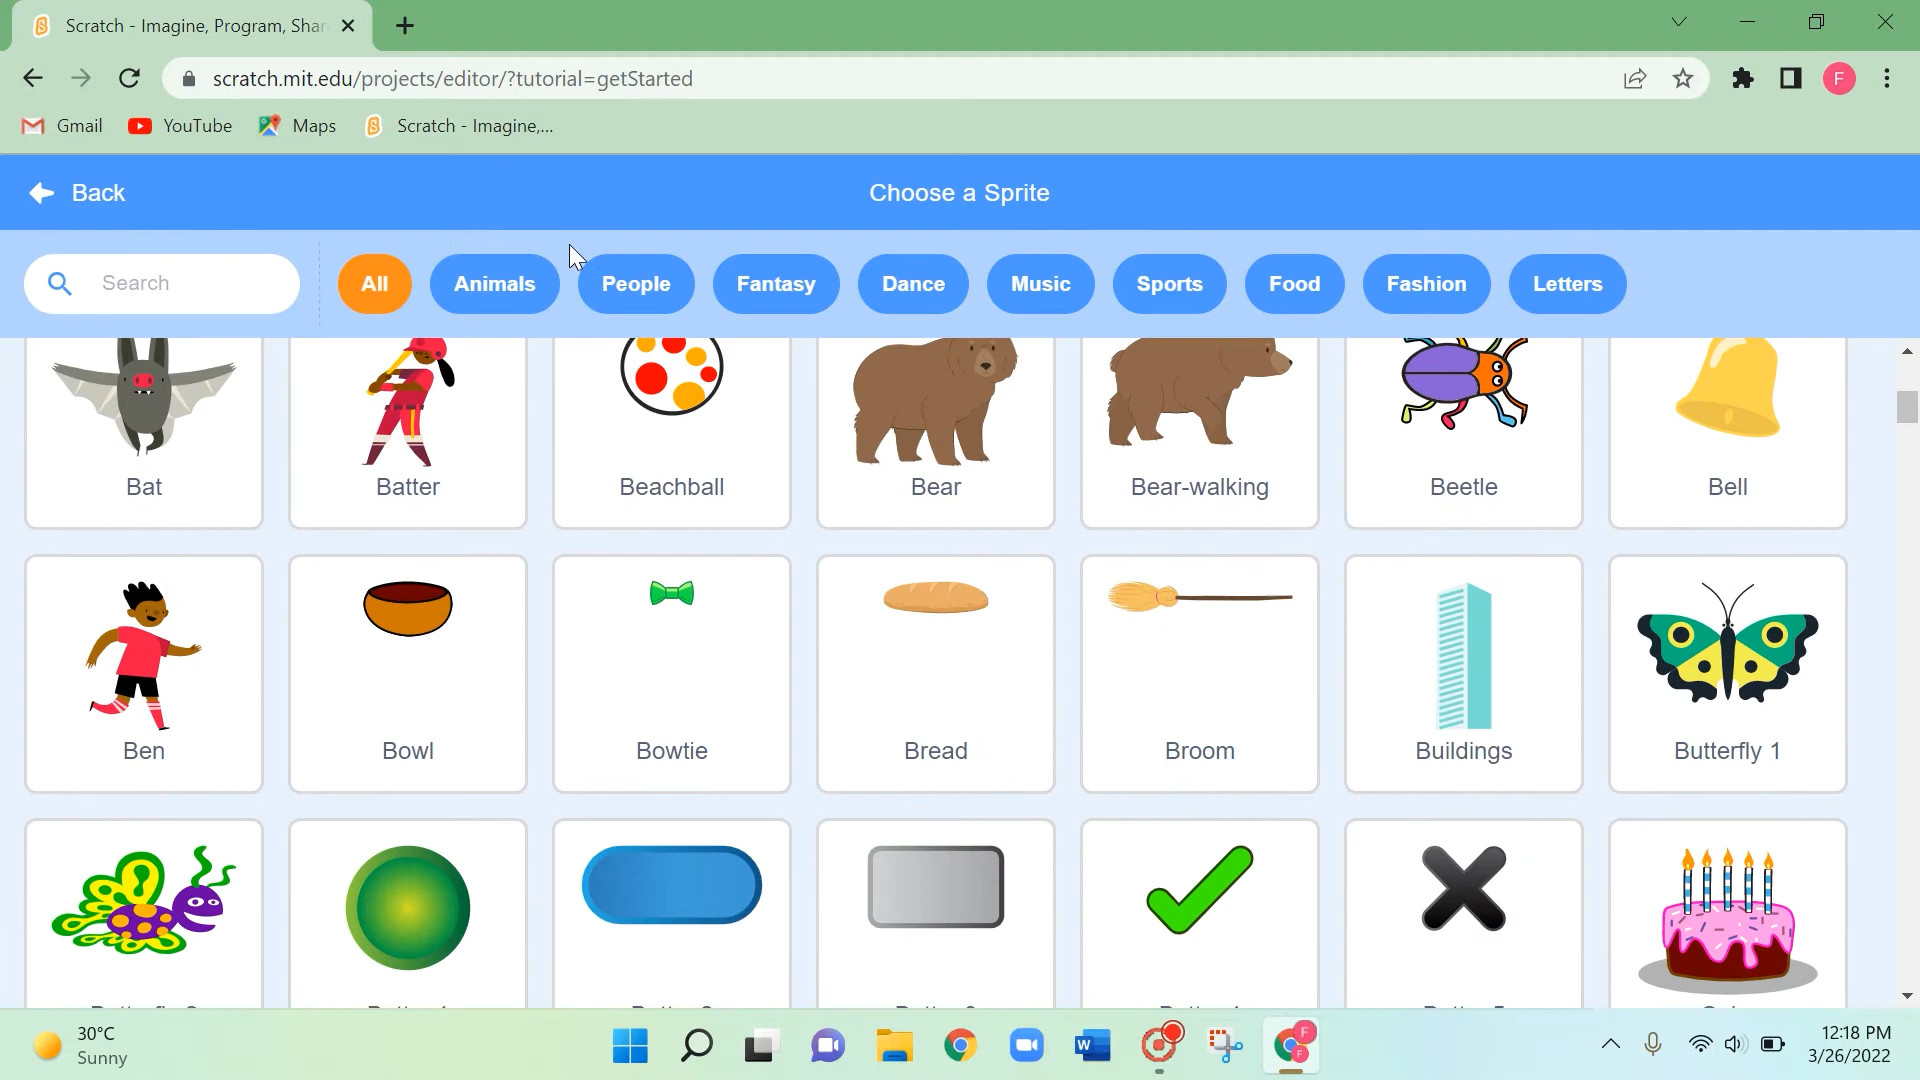 Scratch - Imagine, Program, Shar
scratch.mit.edu/projects/editor/?tutorial=getStarted
F
Gmail
YouTube
Maps
Scratch - Imagine,...
Back
Choose a Sprite
Search
All
Animals
People
Fantasy
Dance
Music
Sports
Food
Fashion
Letters
Bat
Batter
Beachball
Bear
Bear-walking
Beetle
Bell
Ben
Bowl
Bowtie
Bread
Broom
Buildings
Butterfly 1
30°C
Sunny
W
F
F
12:18 PM
3/26/2022